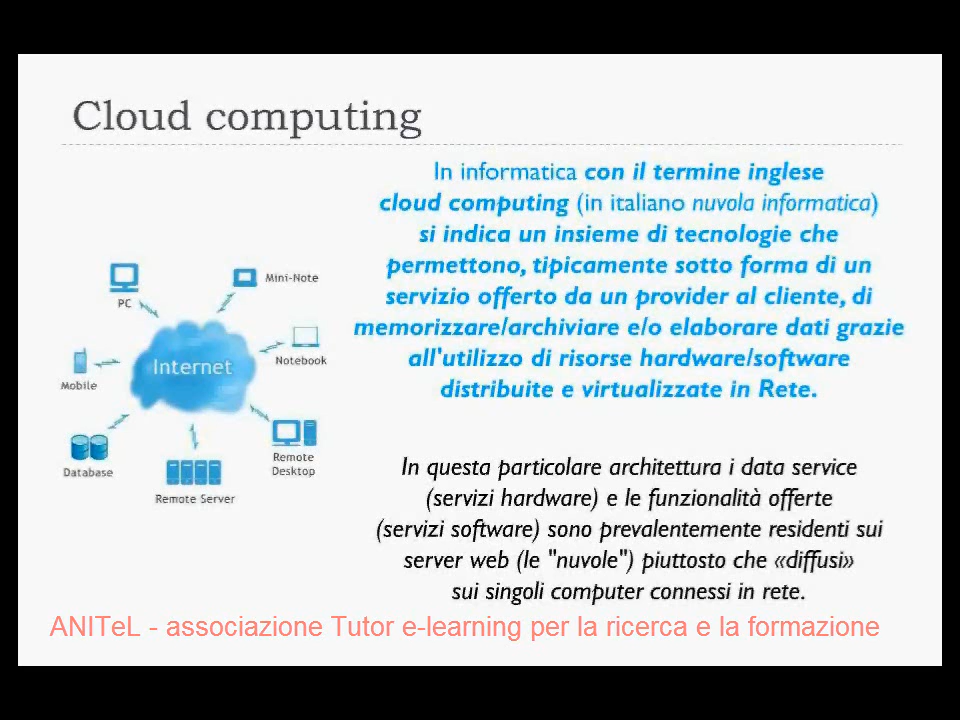 Cloud computing
In informatica con il termine inglese
cloud computing (in italiano nuvola informatica)
si indica un insieme di tecnologie che
permettono, tipicamente sotto forma di un
servizio offerto da un provider al cliente, di
memorizzare/archiviare e/o elaborare dati grazie
all'utilizzo di risorse hardware/software
distribuite e virtualizzate in Rete.
PC
Mini-Note
Internet
Notebook
Mobile
Database
Remote Server
Remote
Desktop
In questa particolare architettura i data service
(servizi hardware) e le funzionalità offerte
(servizi software) sono prevalentemente residenti sui
server web (le "nuvole") piuttosto che «diffusi»
sui singoli computer connessi in rete.
ANITeL - associazione Tutor e-learning per la ricerca e la formazione